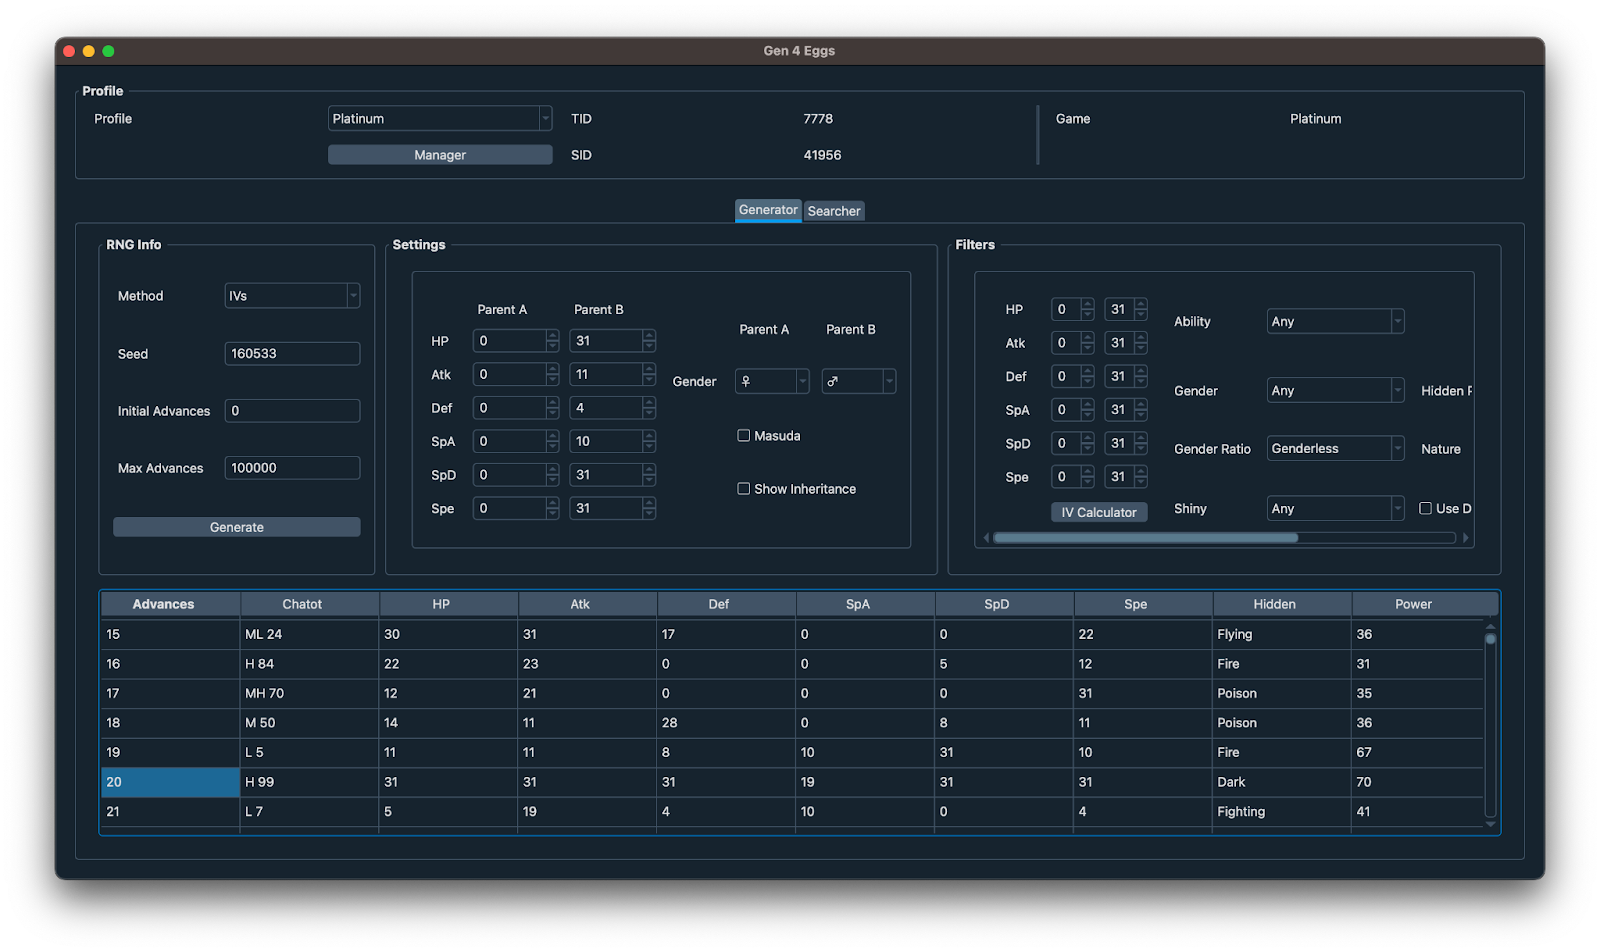 Gen 4 Eggs
Profile
Profile Platinum TID 7778 Game Platinum
Manager SID 41956
Generator Searcher
RNG Info
Method IVs
Seed 160533
Initial Advances 0
Max Advances 100000
Generate
Settings
Parent A Parent B
HP 0 31
Atk 0 11
Def 0 4
SpA 0 10
SpD 0 31
Spe 0 31
Parent A Parent B
Gender ♀ ♂
Masuda
Show Inheritance
Filters
HP 0 31
Atk 0 31
Def 0 31
SpA 0 31
SpD 0 31
Spe 0 31
IV Calculator
Ability Any
Gender Any Hidden
Gender Ratio Genderless Nature
Shiny Any Use D
Advances Chatot HP Atk Def SpA SpD Spe Hidden Power
15 ML 24 30 31 17 0 0 22 Flying 36
16 H 84 22 23 0 0 5 12 Fire 31
17 MH 70 12 21 0 0 0 31 Poison 35
18 M 50 14 11 28 0 8 11 Poison 36
19 L 5 11 11 8 10 31 10 Fire 67
20 H 99 31 31 31 19 31 31 Dark 70
21 L 7 5 19 4 10 0 4 Fighting 41